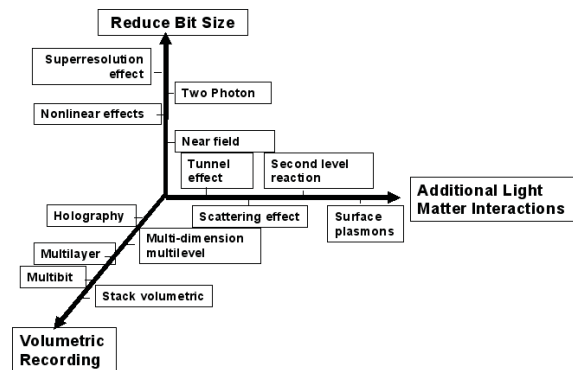 Reduce Bit Size
Superresolution
effect
Two Photon
Nonlinear effects
Near field
Tunnel
effect
Second level
reaction
Additional Light
Matter Interactions
Holography
Scattering effect
Surface
plasmons
Multi-dimension
multilevel
Multilayer
Multibit
Stack volumetric
Volumetric
Recording